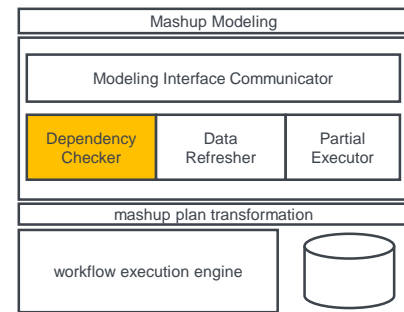 Mashup Modeling
Modeling Interface Communicator
Dependency
Checker
Data
Refresher
Partial
Executor
mashup plan transformation
workflow execution engine